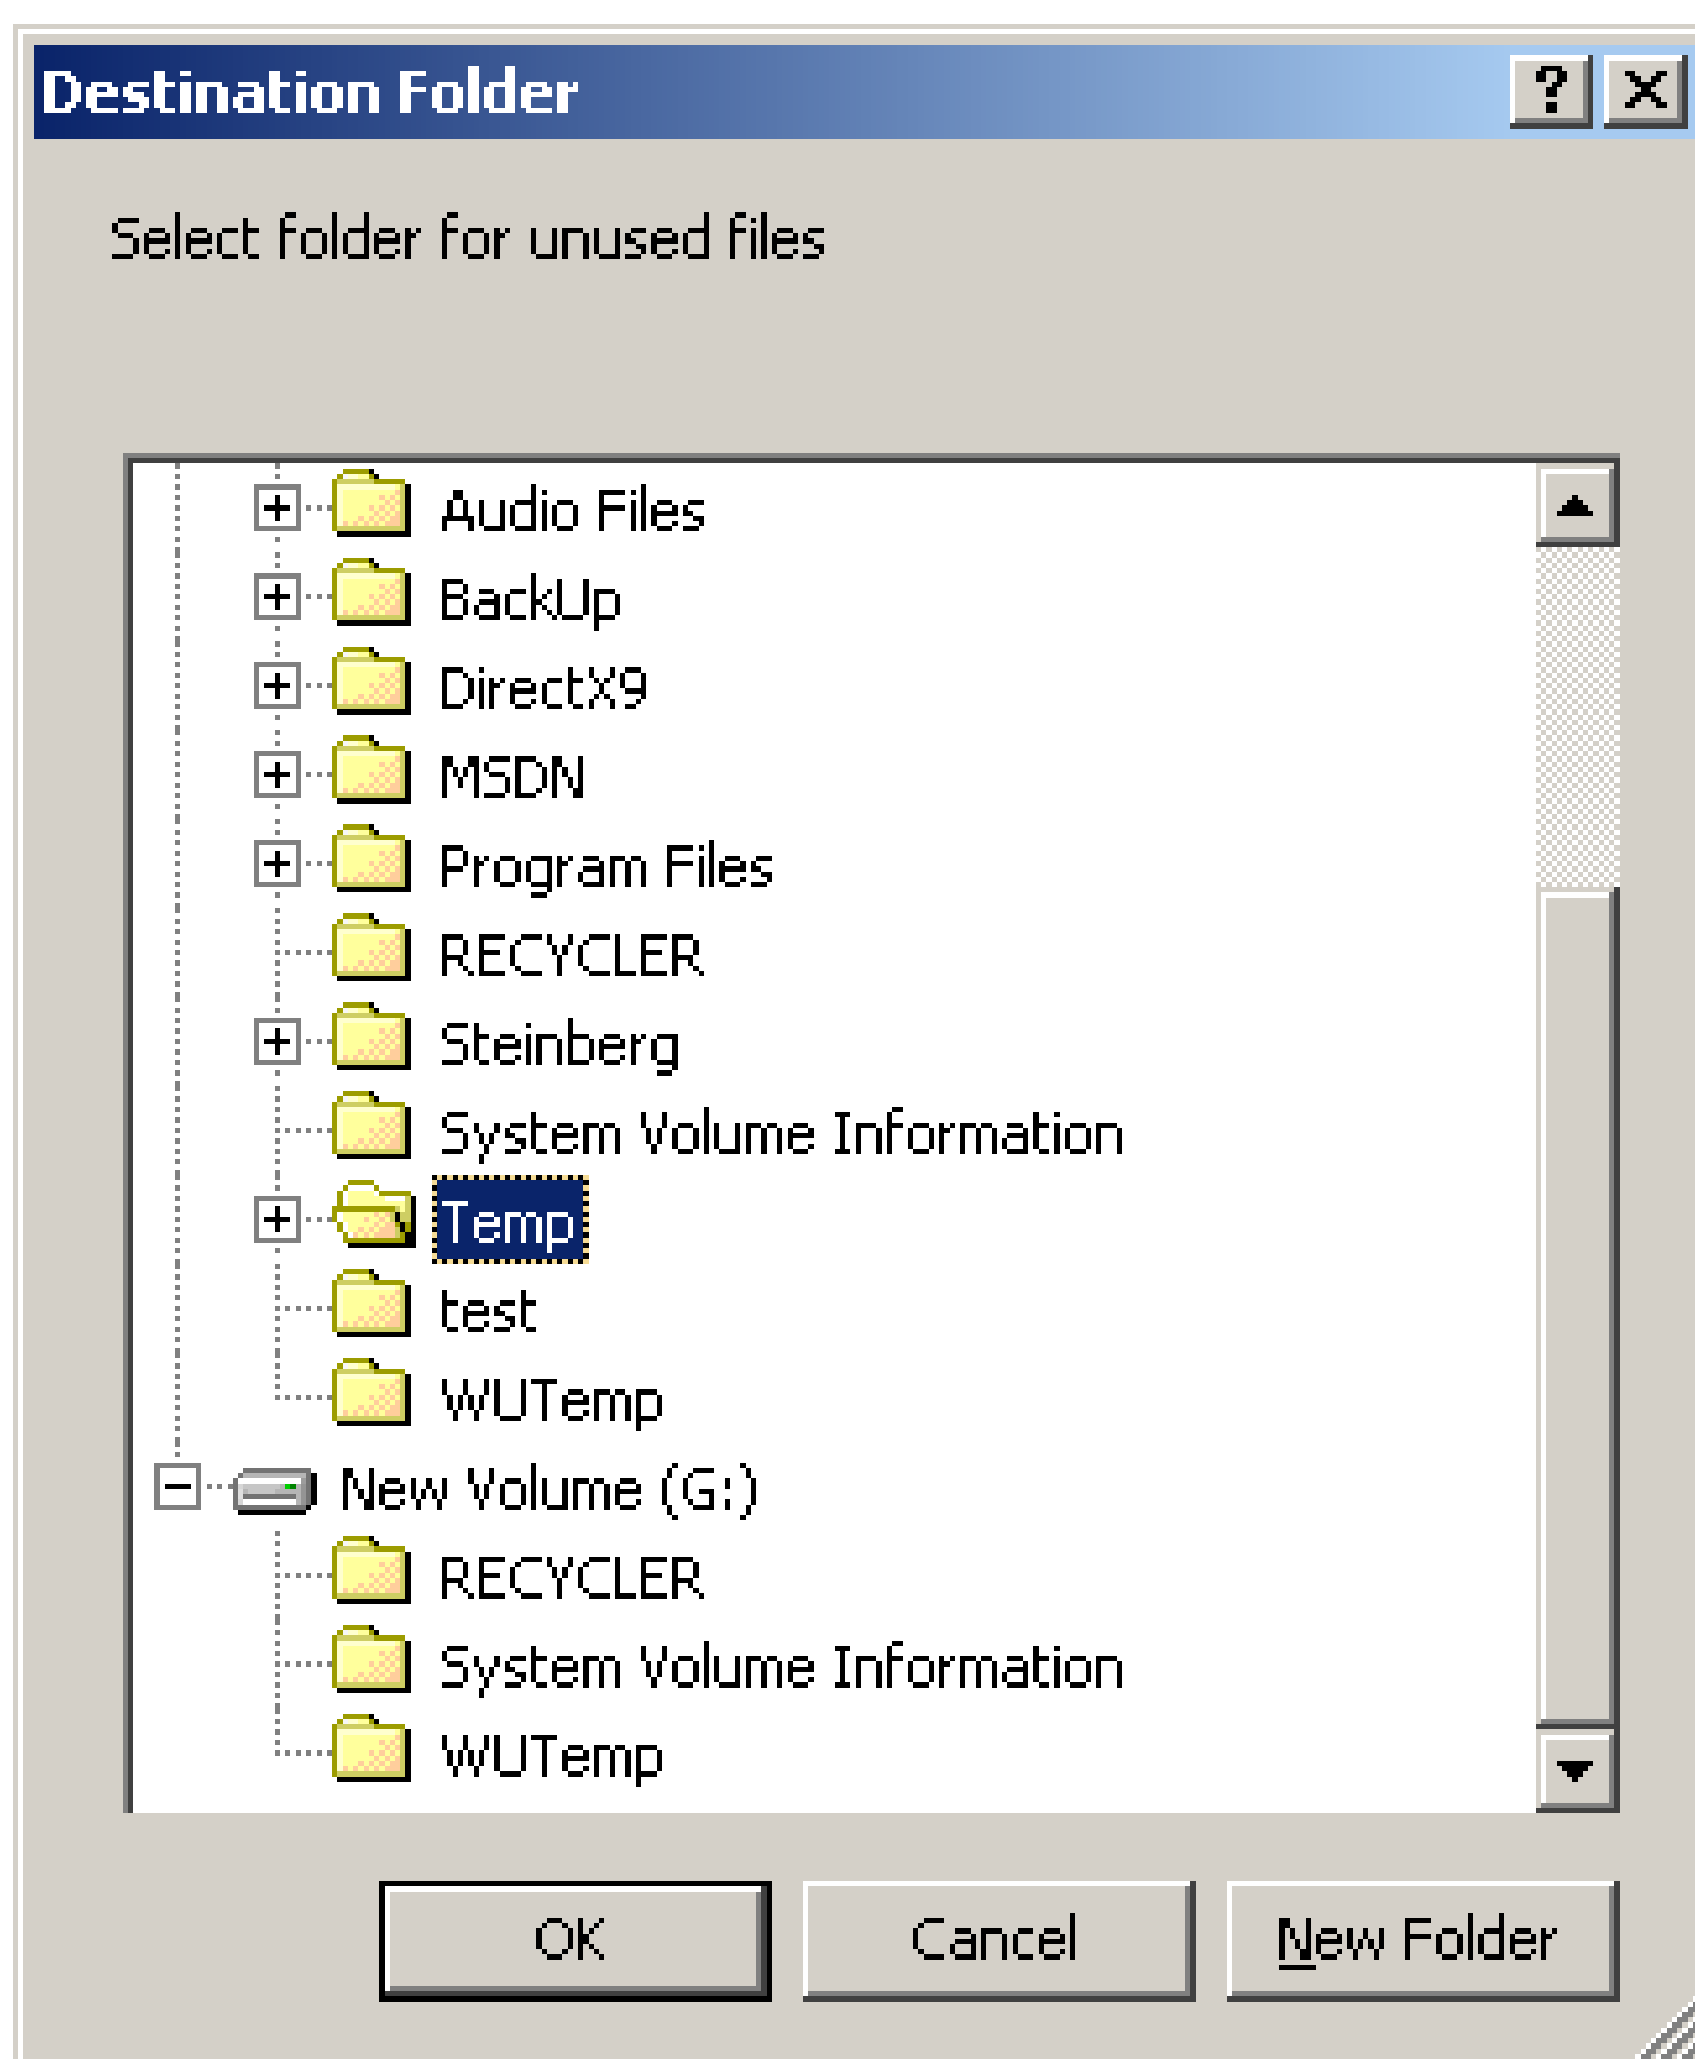 Destination Folder
Select folder for unused files
Audio Files
BackUp
DirectX9
MSDN
Program Files
RECYCLER
Steinberg
System Volume Information
Temp
test
WUTemp
New Volume (G:)
RECYCLER
System Volume Information
WUTemp
OK Cancel New Folder